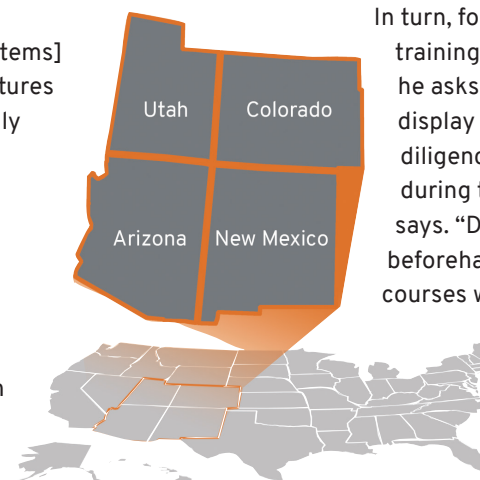 tems]
tures
ly
Utah
Colorado
Arizona
New Mexico
In turn, fo
training
he asks
display
diligenc
during t
says. “D
beforeha
courses w